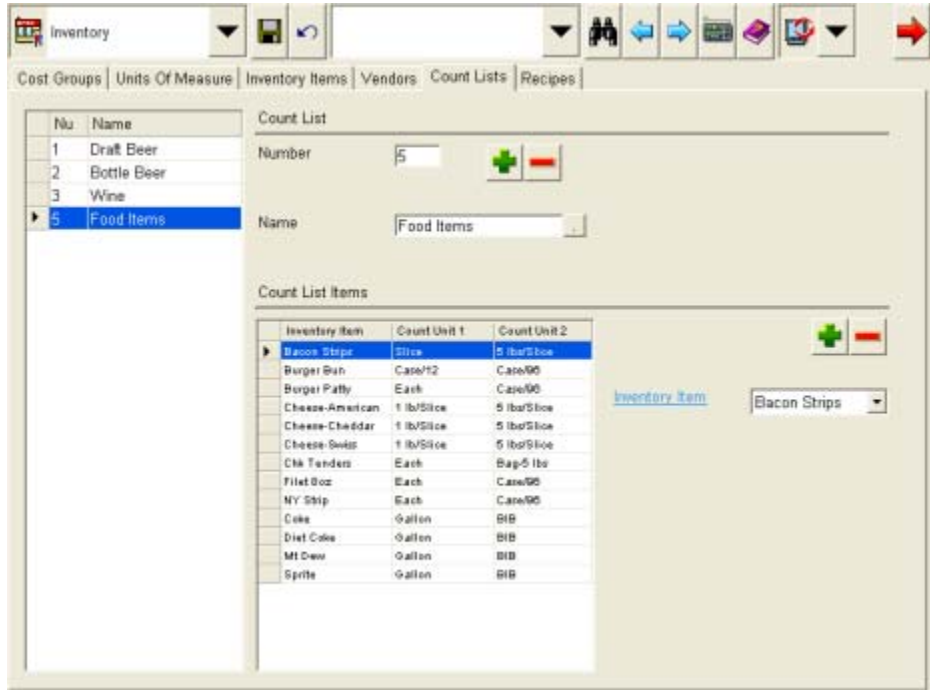 Inventory
Cost Groups Units Of Measure Inventory Items Vendors Count Lists Recipes
Nu Name
1 Draft Beer
2 Bottle Beer
3 Wine
5 Food Items
Count List
Number 5
Name Food Items .
Count List Items
Inventory Item Count Unit 1 Count Unit 2
Bacon Strips Slice 5 lbs/Slice
Burger Bun Case/12 Case/96
Burger Patty Each Case/96
Cheese-American 1 lb/Slice 5 lbs/Slice
Cheese-Cheddar 1 lb/Slice 5 lbs/Slice
Cheese-Swiss 1 lb/Slice 5 lbs/Slice
Chk Tenders Each Bag-5 lbs
Filet 8oz Each Case/96
NY Strip Each Case/96
Coke Gallon BIB
Diet Coke Gallon BIB
Mt Dew Gallon BIB
Sprite Gallon BIB
Inventory Item Bacon Strips